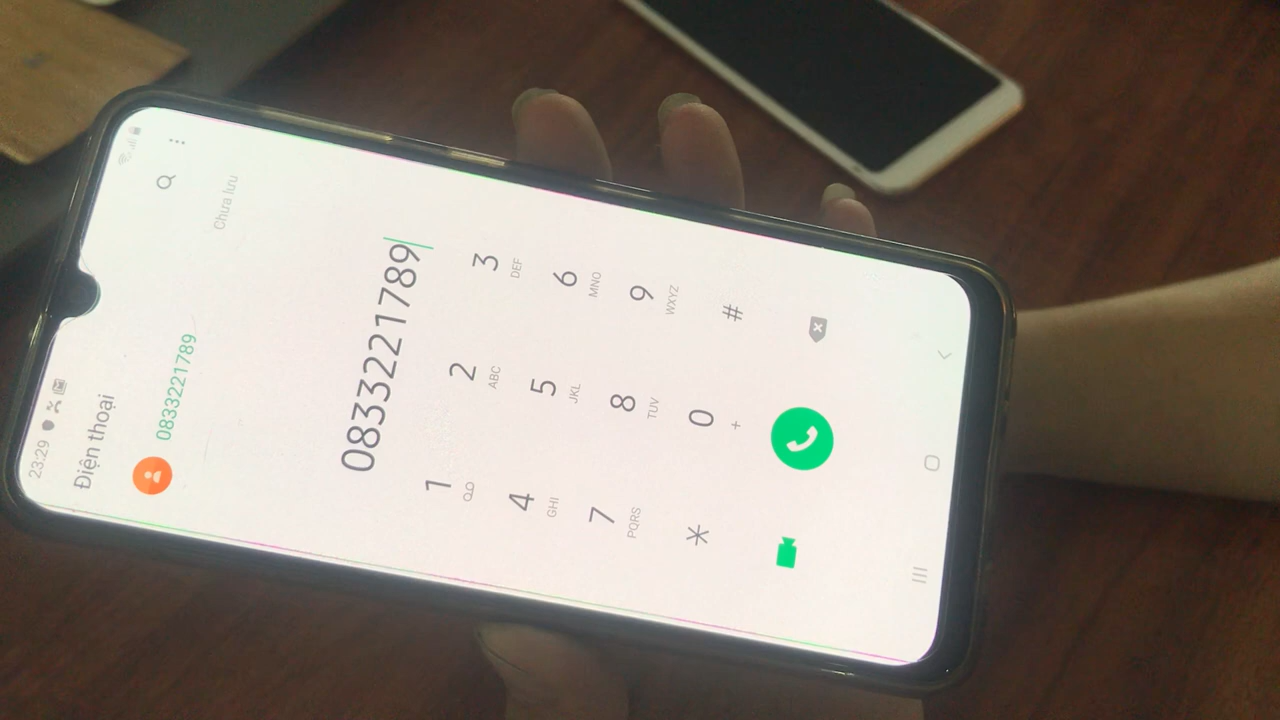 23:29
Điện thoại
0833221789
Chưa lưu
0833221789
1 2 3
ABC DEF
4 5 6
GHI JKL MNO
7 8 9
PQRS TUV WXYZ
* 0 #
+